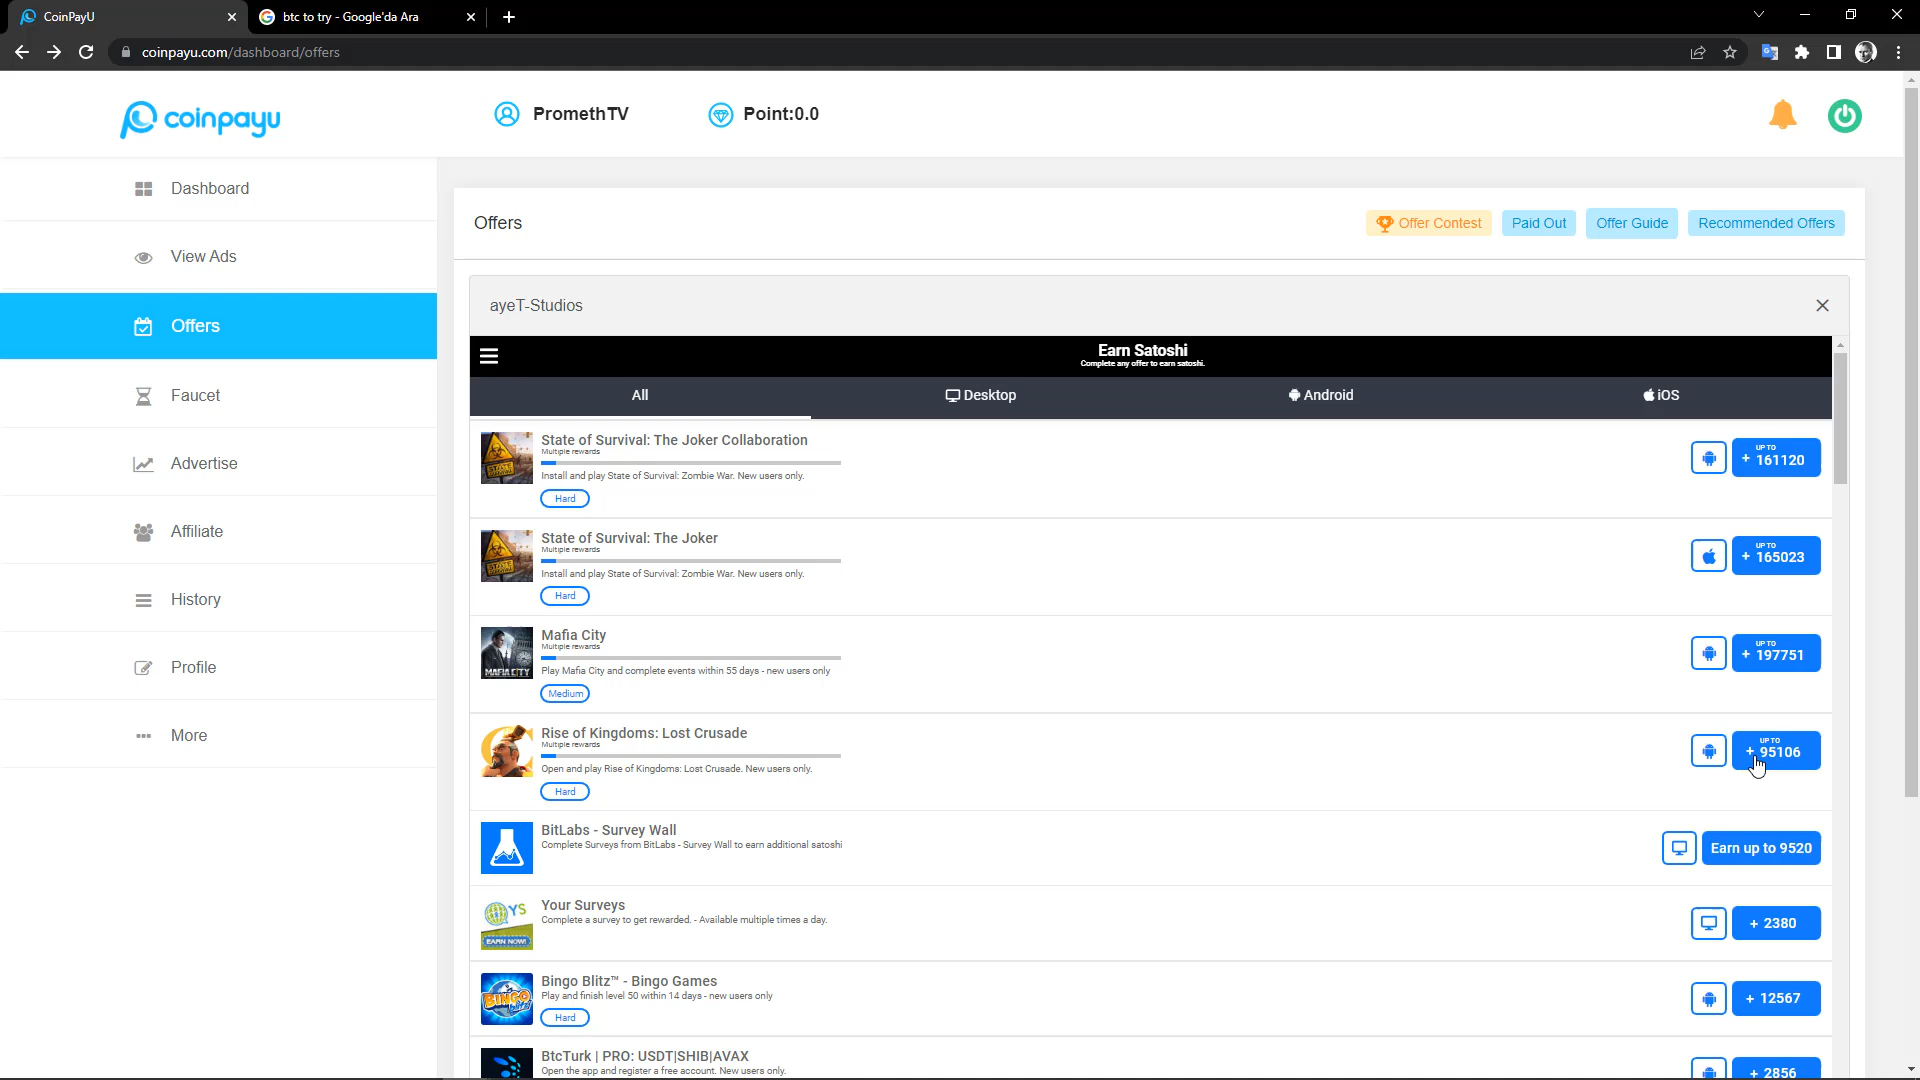 CoinPayU
btc to try - Google'da Ara
coinpayu.com/dashboard/offers
coinpayu
PromethTV
Point:0.0
Dashboard
View Ads
Offers
Faucet
Advertise
Affiliate
History
Profile
More
Offers
Offer Contest
Paid Out
Offer Guide
Recommended Offers
ayeT-Studios
Earn Satoshi
Complete any offer to earn satoshi.
All
Desktop
Android
iOS
State of Survival: The Joker Collaboration
Multiple rewards
Install and play State of Survival: Zombie War. New users only.
Hard
UP TO
+ 161120
State of Survival: The Joker
Multiple rewards
Install and play State of Survival: Zombie War. New users only.
Hard
UP TO
+ 165023
MAFIA CITY
Mafia City
Multiple rewards
Play Mafia City and complete events within 55 days - new users only
Medium
UP TO
+ 197751
Rise of Kingdoms: Lost Crusade
Multiple rewards
Open and play Rise of Kingdoms: Lost Crusade. New users only.
Hard
UP TO
+ 95106
BitLabs - Survey Wall
Complete Surveys from BitLabs - Survey Wall to earn additional satoshi
Earn up to 9520
YS
EARN NOW!
Your Surveys
Complete a survey to get rewarded. - Available multiple times a day.
+ 2380
BINGO
Blitz
Bingo Blitz™ - Bingo Games
Play and finish level 50 within 14 days - new users only
Hard
+ 12567
BtcTurk | PRO: USDT|SHIB|AVAX
Open the app and register a free account. New users only.
+ 2856